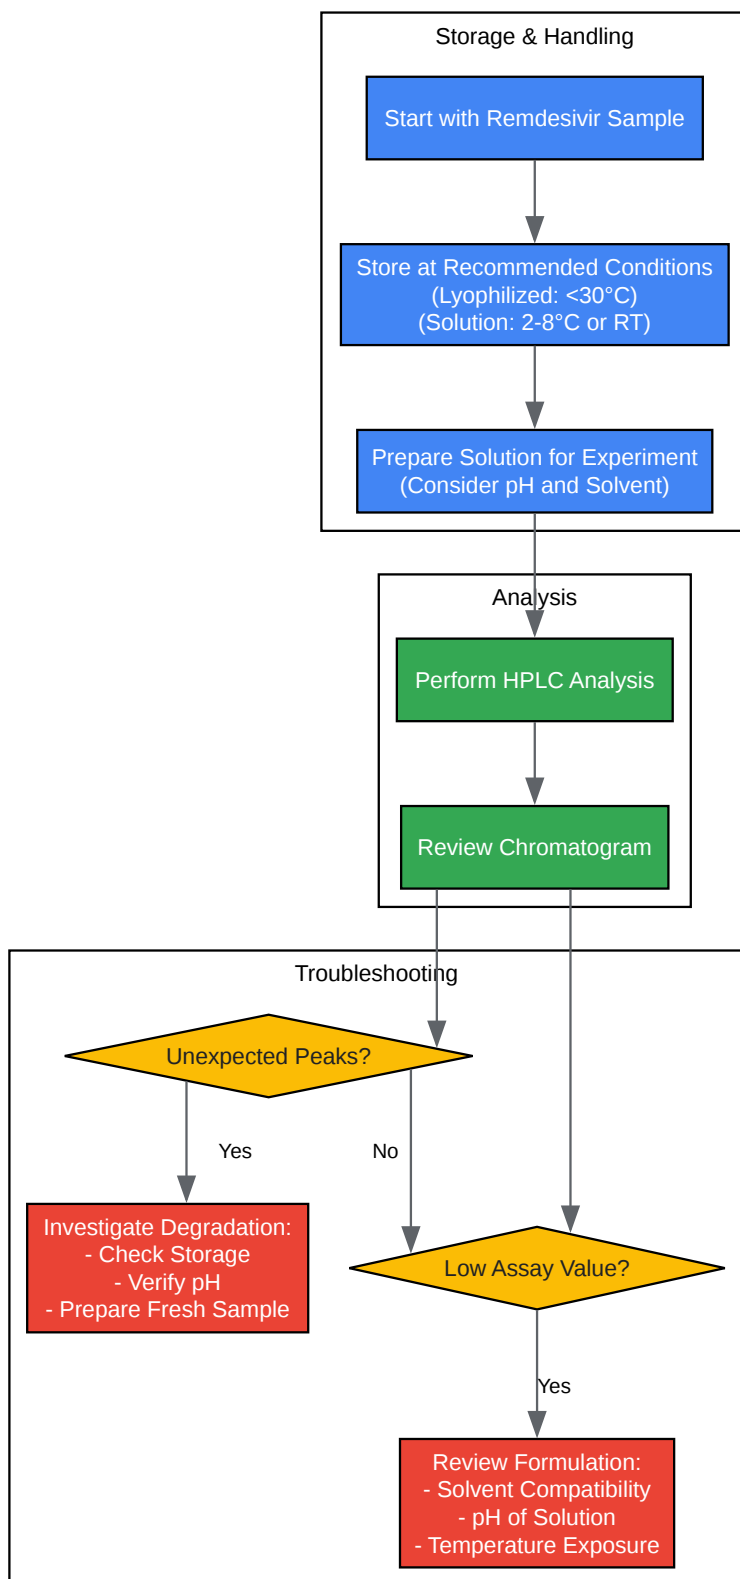 Storage & Handling
Start with Remdesivir Sample
Store at Recommended Conditions
(Lyophilized: <30°C)
(Solution: 2-8°C or RT)
Prepare Solution for Experiment
(Consider pH and Solvent)
Analysis
Perform HPLC Analysis
Review Chromatogram
Troubleshooting
Unexpected Peaks?
Yes
No
Investigate Degradation:
- Check Storage
- Verify pH
- Prepare Fresh Sample
Low Assay Value?
Yes
Review Formulation:
- Solvent Compatibility
- pH of Solution
- Temperature Exposure